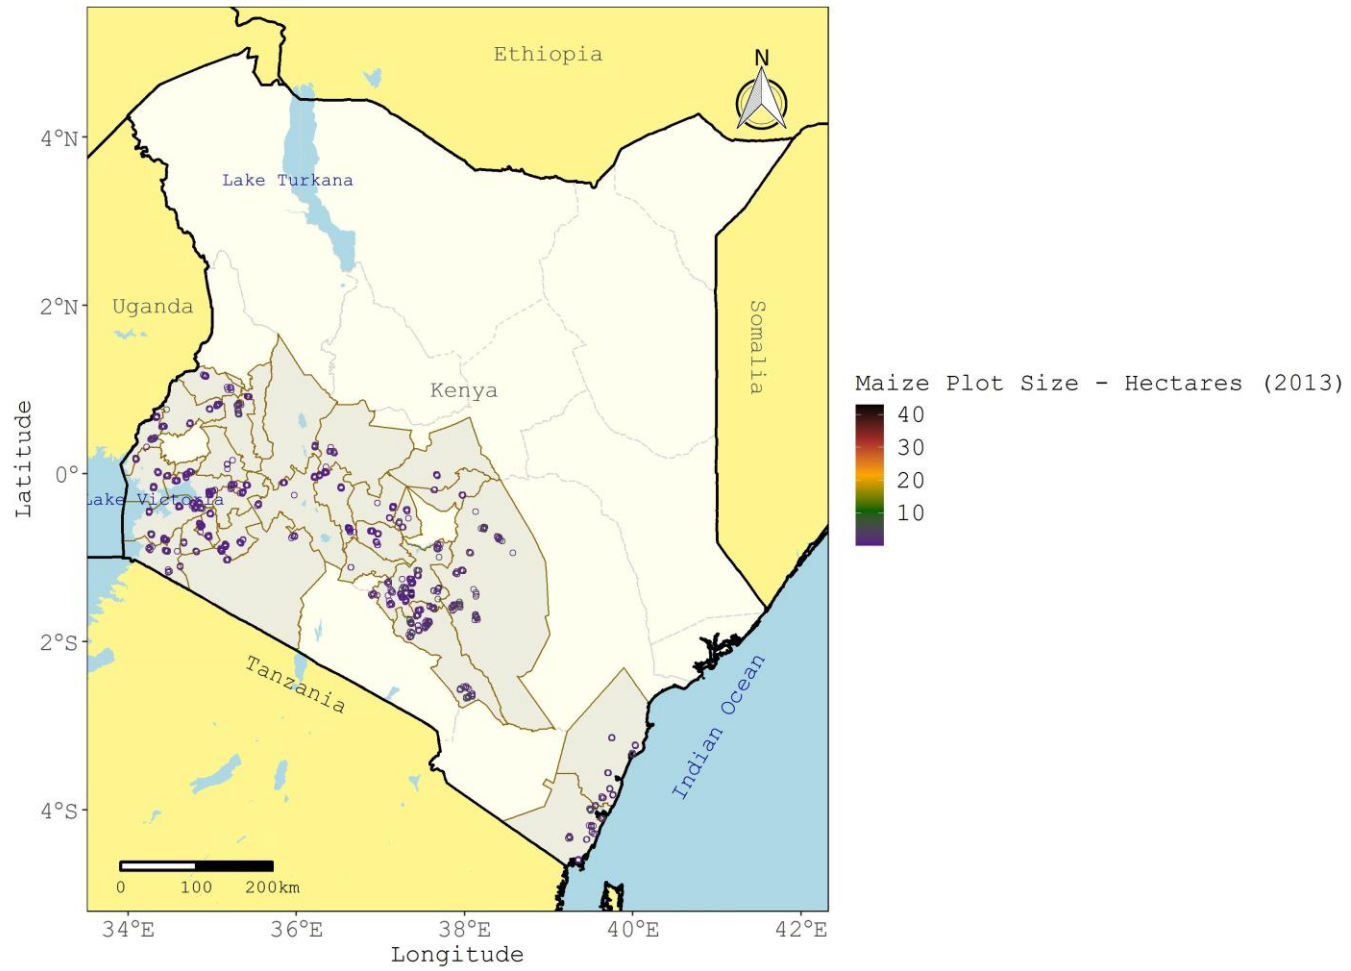 Ethiopia
N
4°N
Lake Turkana
2°N
Uganda
Somalia
Kenya
Maize Plot Size - Hectares (2013)
40
30
20
10
Latitude
0°
Lake Victoria
2°S
Tanzania
Indian Ocean
4°S
0 100 200km
34°E 36°E 38°E 40°E 42°E
Longitude